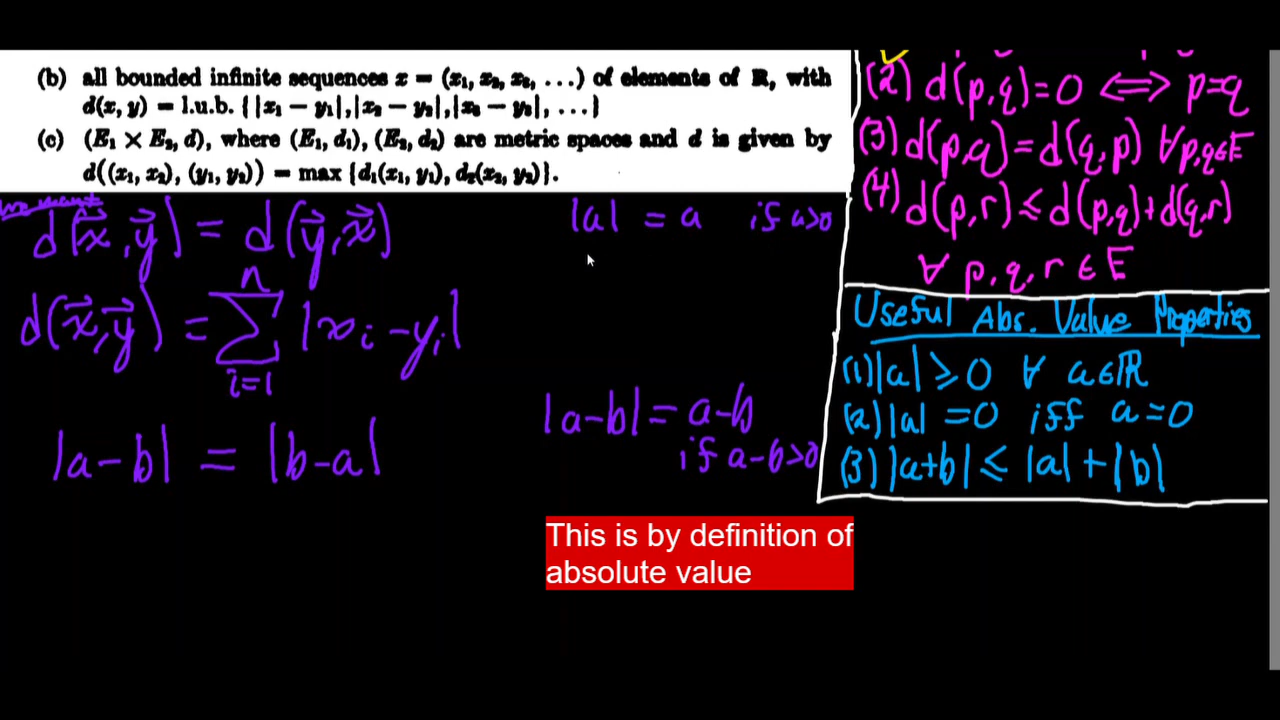 (b) all bounded infinite sequences x = (x₁, x₂, x₃, ...) of elements of R, with
d(x, y) = l.u.b. {|x₁ − y₁|,|x₂ − y₂|,|x₃ − y₃|, ...}
(c) (E₁ × E₂, d), where (E₁, d₁), (E₂, d₂) are metric spaces and d is given by
d((x₁, x₂), (y₁, y₂)) = max {d₁(x₁, y₁), d₂(x₂, y₂)}.
(2) d(p,q)=0 ⟺ p=q
(3) d(p,q)=d(q,p) ∀p,q∈E
(4) d(p,r)≤d(p,q)+d(q,r)
∀ p,q,r∈E
we want
d(x⃗,y⃗) = d(y⃗,x⃗)
d(x⃗,y⃗) = ∑ⁿᵢ₌₁ |xᵢ-yᵢ|
|a-b| = |b-a|
|a| = a if a>0
|a-b|= a-b
if a-b>0
Useful Abs. Value Properties
(1)|a|≥0 ∀ a∈ℝ
(2)|a|=0 iff a=0
(3)|a+b|≤|a|+|b|
This is by definition of
absolute value